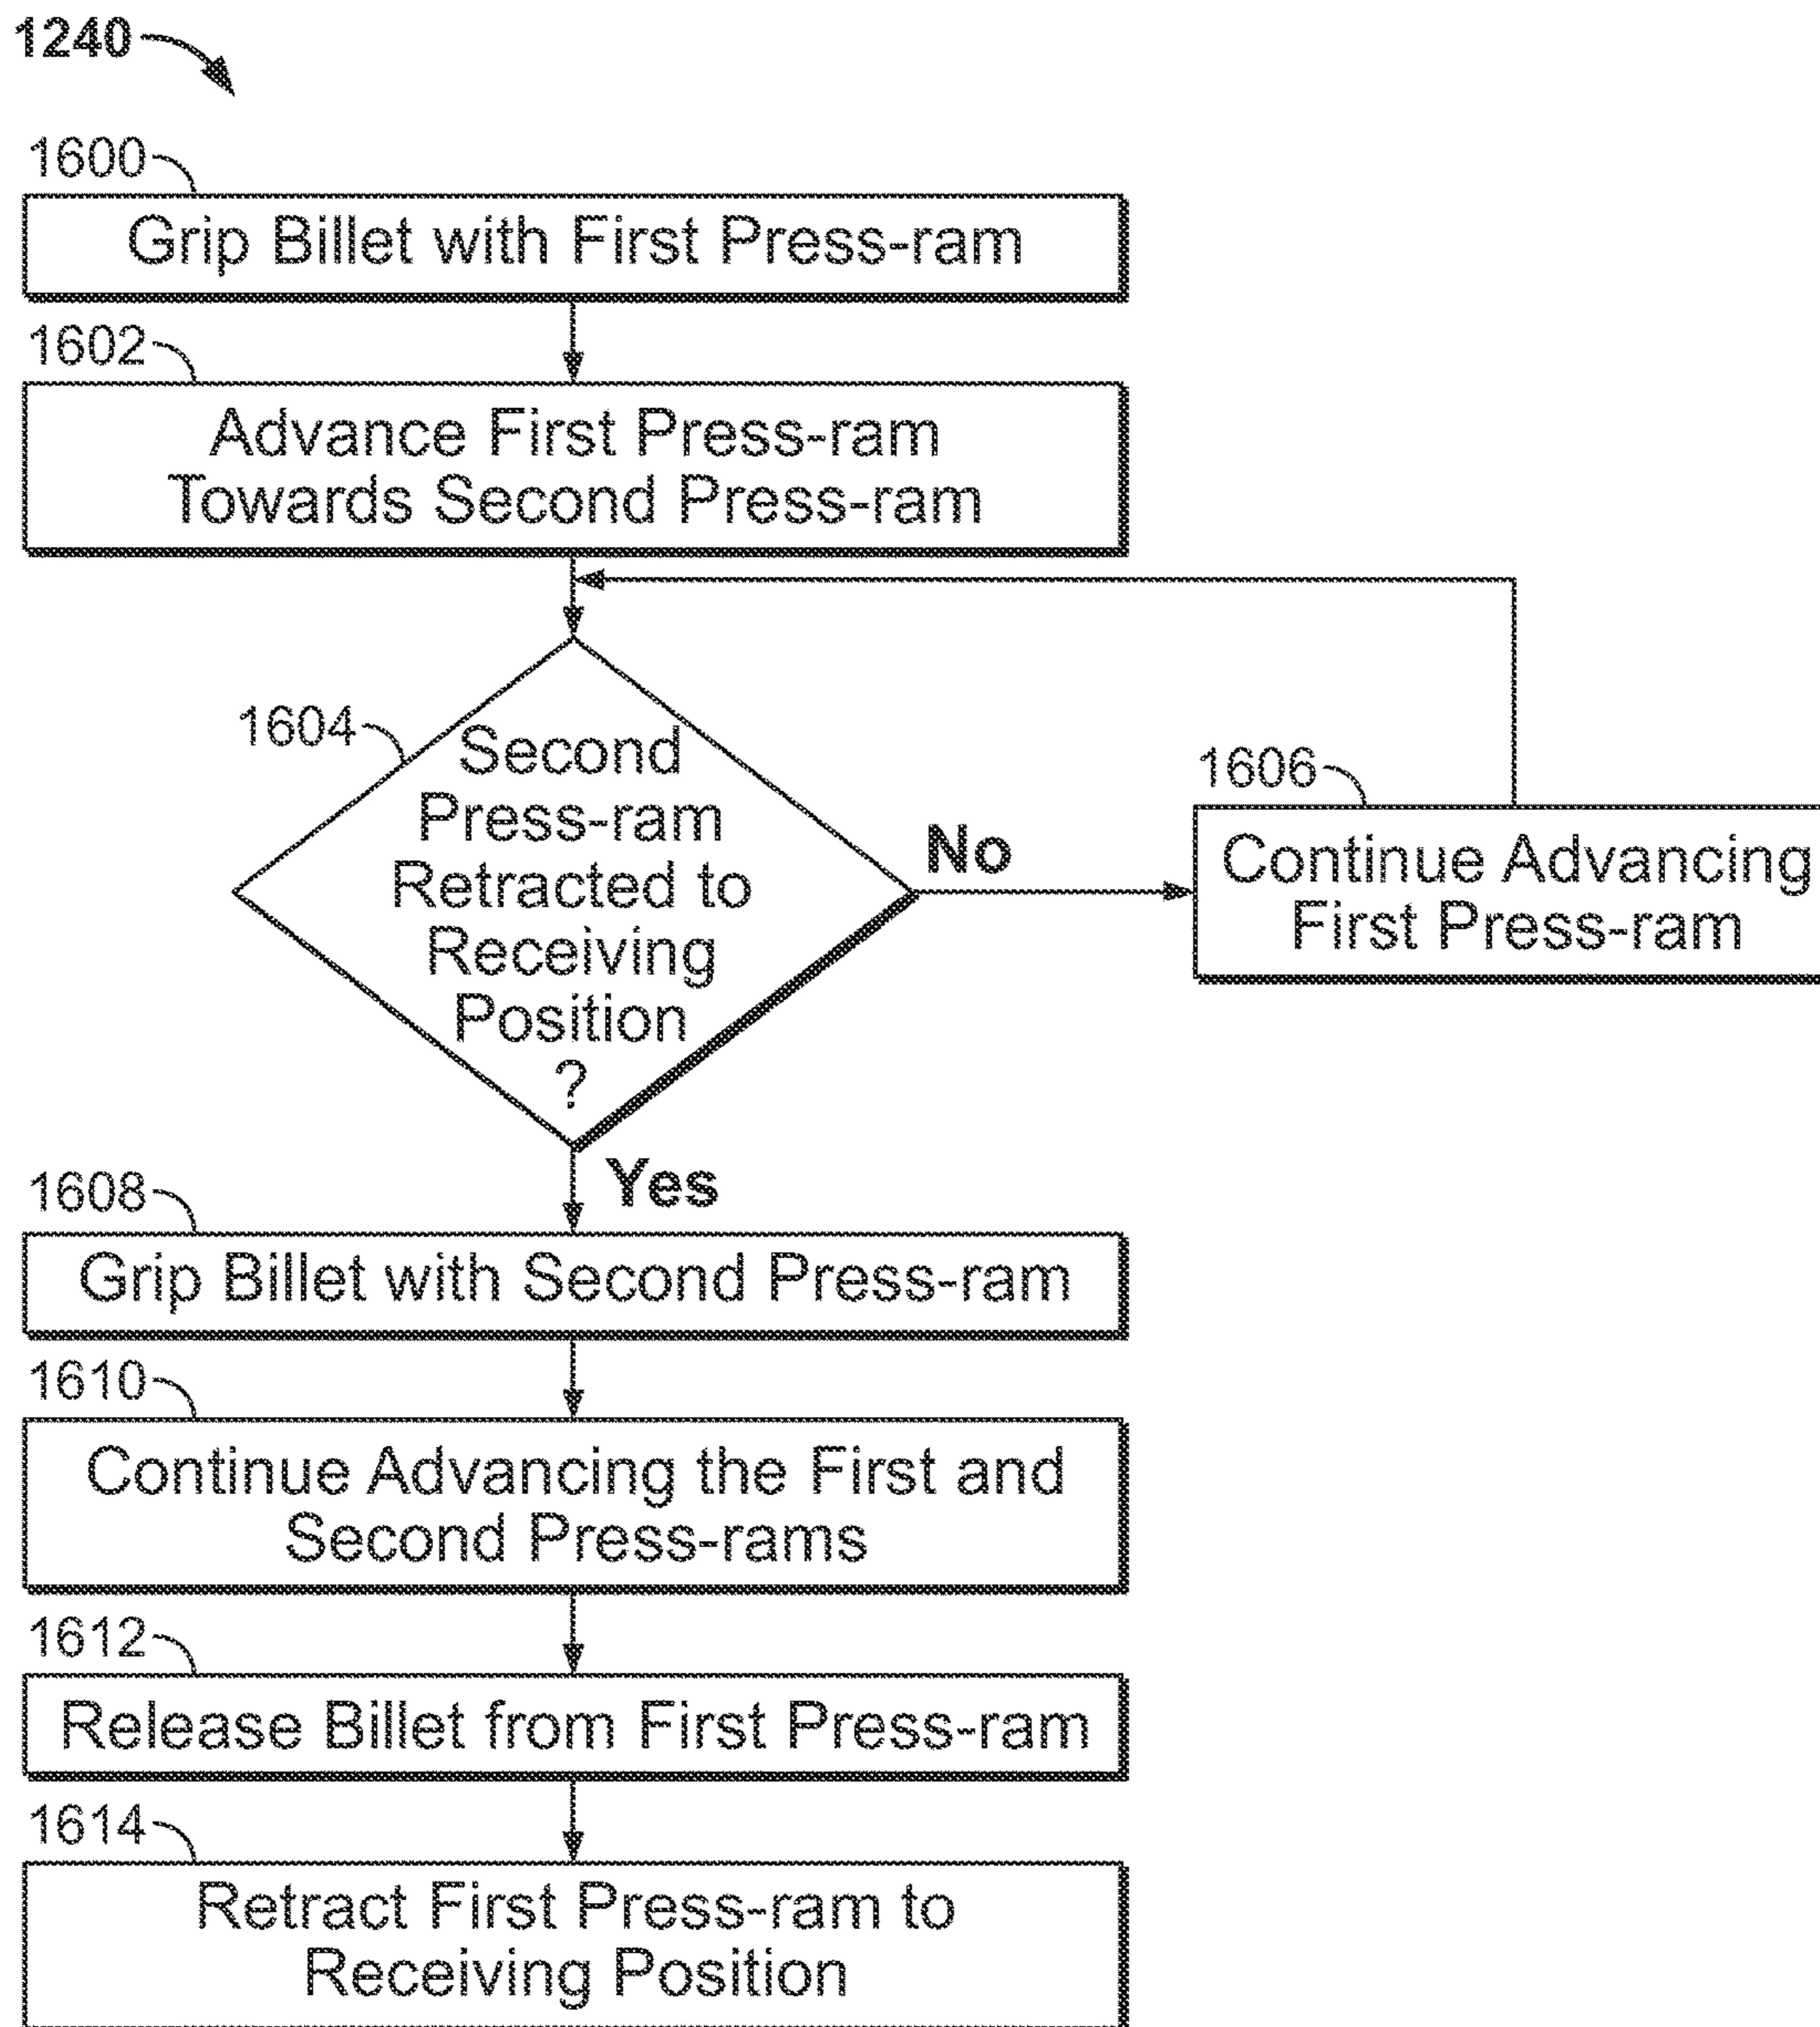 1240
1600
Grip Billet with First Press-ram
1602
Advance First Press-ram
Towards Second Press-ram
1604
Second
Press-ram
Retracted to
Receiving
Position
?
No
1606
Continue Advancing
First Press-ram
Yes
1608
Grip Billet with Second Press-ram
1610
Continue Advancing the First and
Second Press-rams
1612
Release Billet from First Press-ram
1614
Retract First Press-ram to
Receiving Position